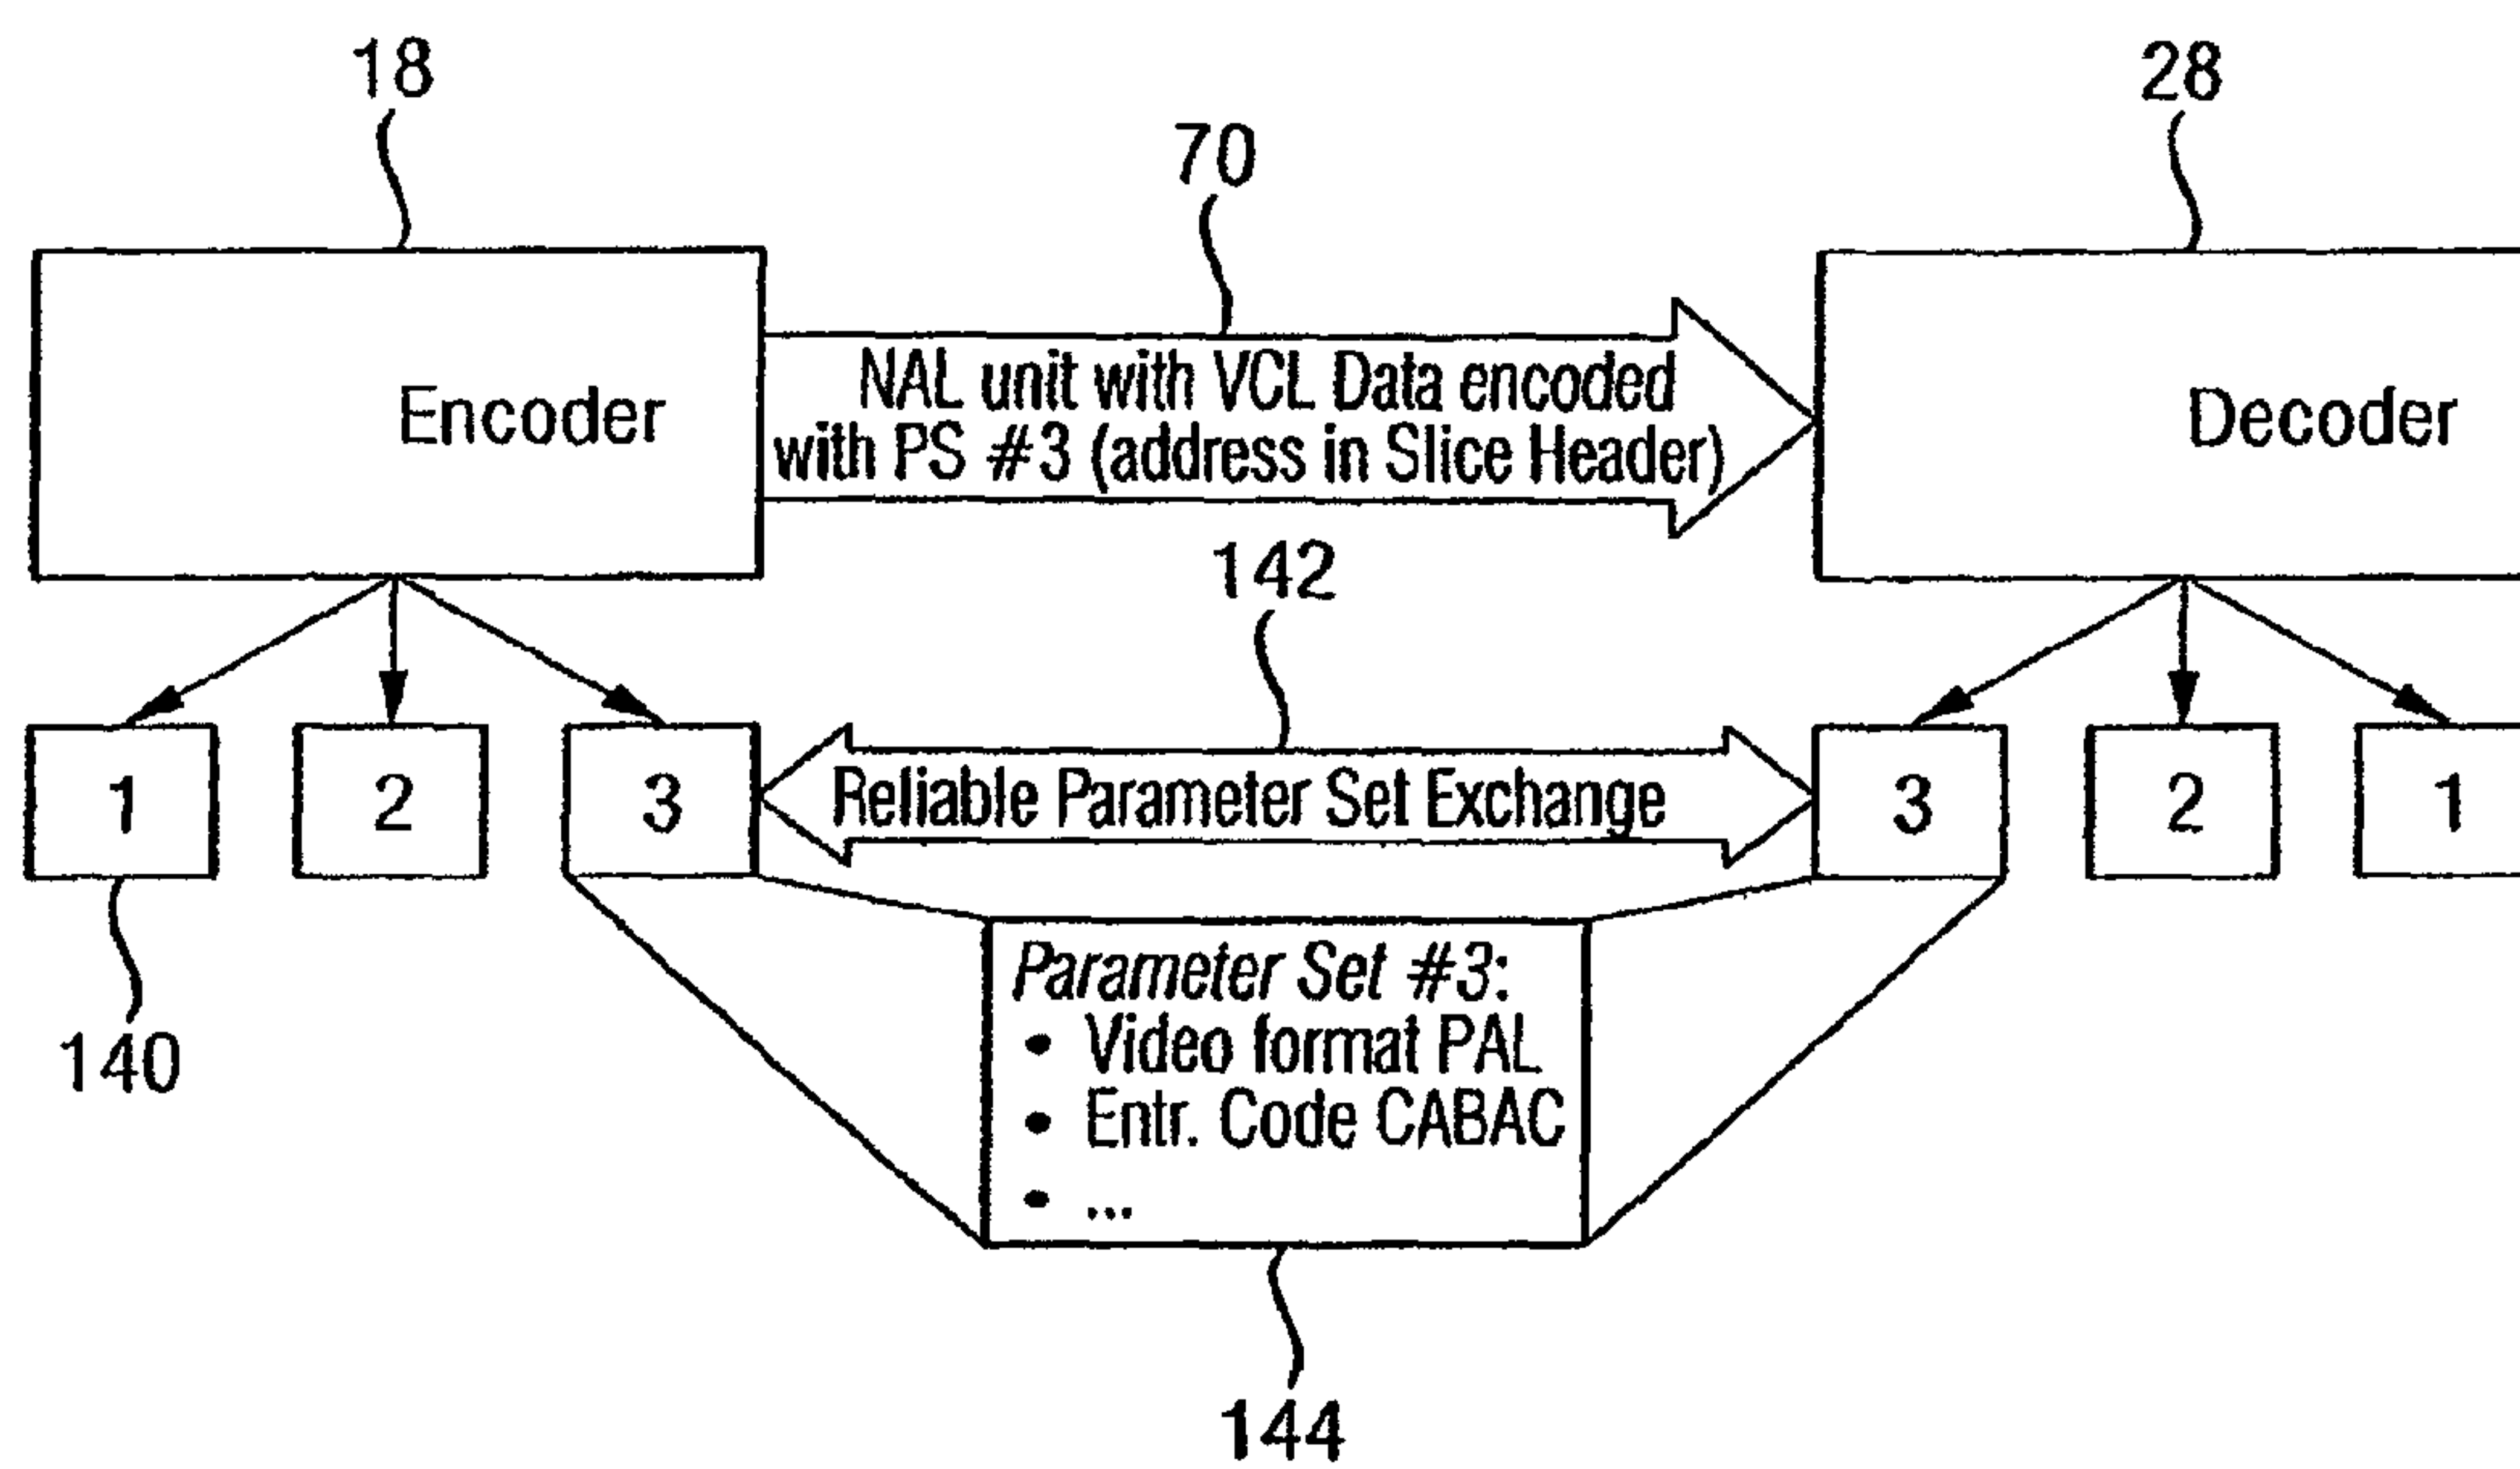 18
28
70
Encoder
NAL unit with VCL Data encoded
with PS #3 (address in Slice Header)
Decoder
142
1
2
3
Reliable Parameter Set Exchange
3
2
1
140
Parameter Set #3:
• Video format PAL
• Entr. Code CABAC
• ...
144